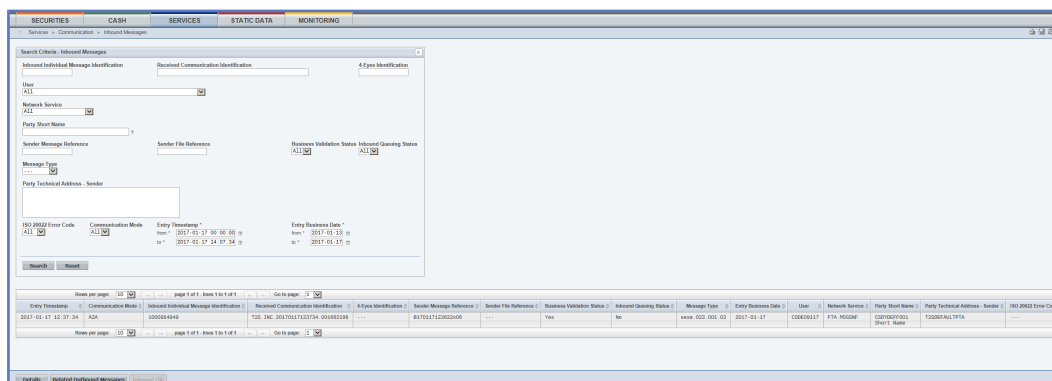 SECURITIES CASH SERVICES STATIC DATA MONITORING
Services » Communication » Inbound Messages
Search Criteria - Inbound Messages
Inbound Individual Message Identification Received Communication Identification 4-Eyes Identification
User
All
Network Service
All
Party Short Name
Sender Message Reference Sender File Reference Business Validation Status Inbound Queuing Status
All All
Message Type
---
Party Technical Address - Sender
ISO 20022 Error Code Communication Mode Entry Timestamp * Entry Business Date *
All All from * 2017-01-17 00:00:00 from * 2017-01-13
to * 2017-01-17 14:07:34 to * 2017-01-17
Search Reset
Rows per page: 10 page 1 of 1 - lines 1 to 1 of 1 Go to page: 1
Entry Timestamp Communication Mode Inbound Individual Message Identification Received Communication Identification 4-Eyes Identification Sender Message Reference Sender File Reference Business Validation Status Inbound Queuing Status Message Type Entry Business Date User Network Service Party Short Name Party Technical Address - Sender ISO 20022 Error Co
2017-01-17 12:37:34 A2A --- --- Yes No sese.023.001.03 2017-01-17 FTA MSGSNF
Short Name
---
Rows per page: 10 page 1 of 1 - lines 1 to 1 of 1 Go to page: 1
Details Related Outbound Messages Inbound File